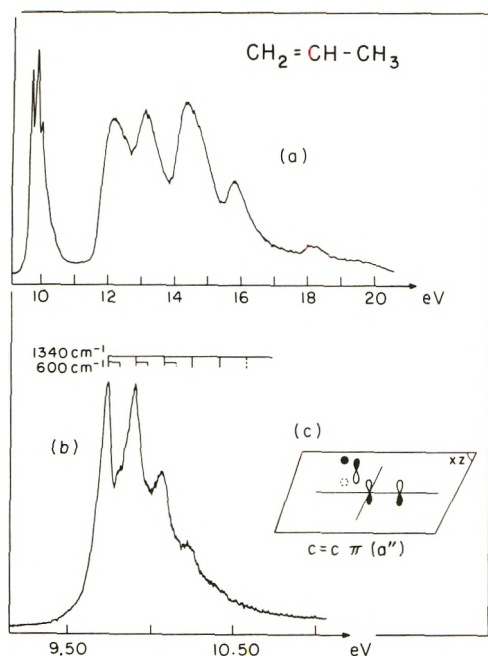 CH₂=CH-CH₃
(a)
10 12 14 16 18 20 eV
1340 cm⁻¹
600 cm⁻¹
(b)
(c)
xz
c=c π (a")
9,50 10.50 eV